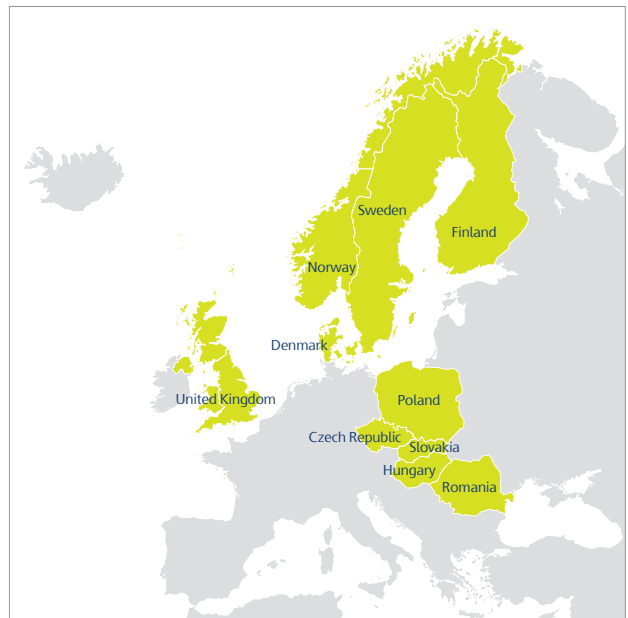 Sweden
Finland
Norway
Denmark
United Kingdom
Poland
Czech Republic
Slovakia
Hungary
Romania